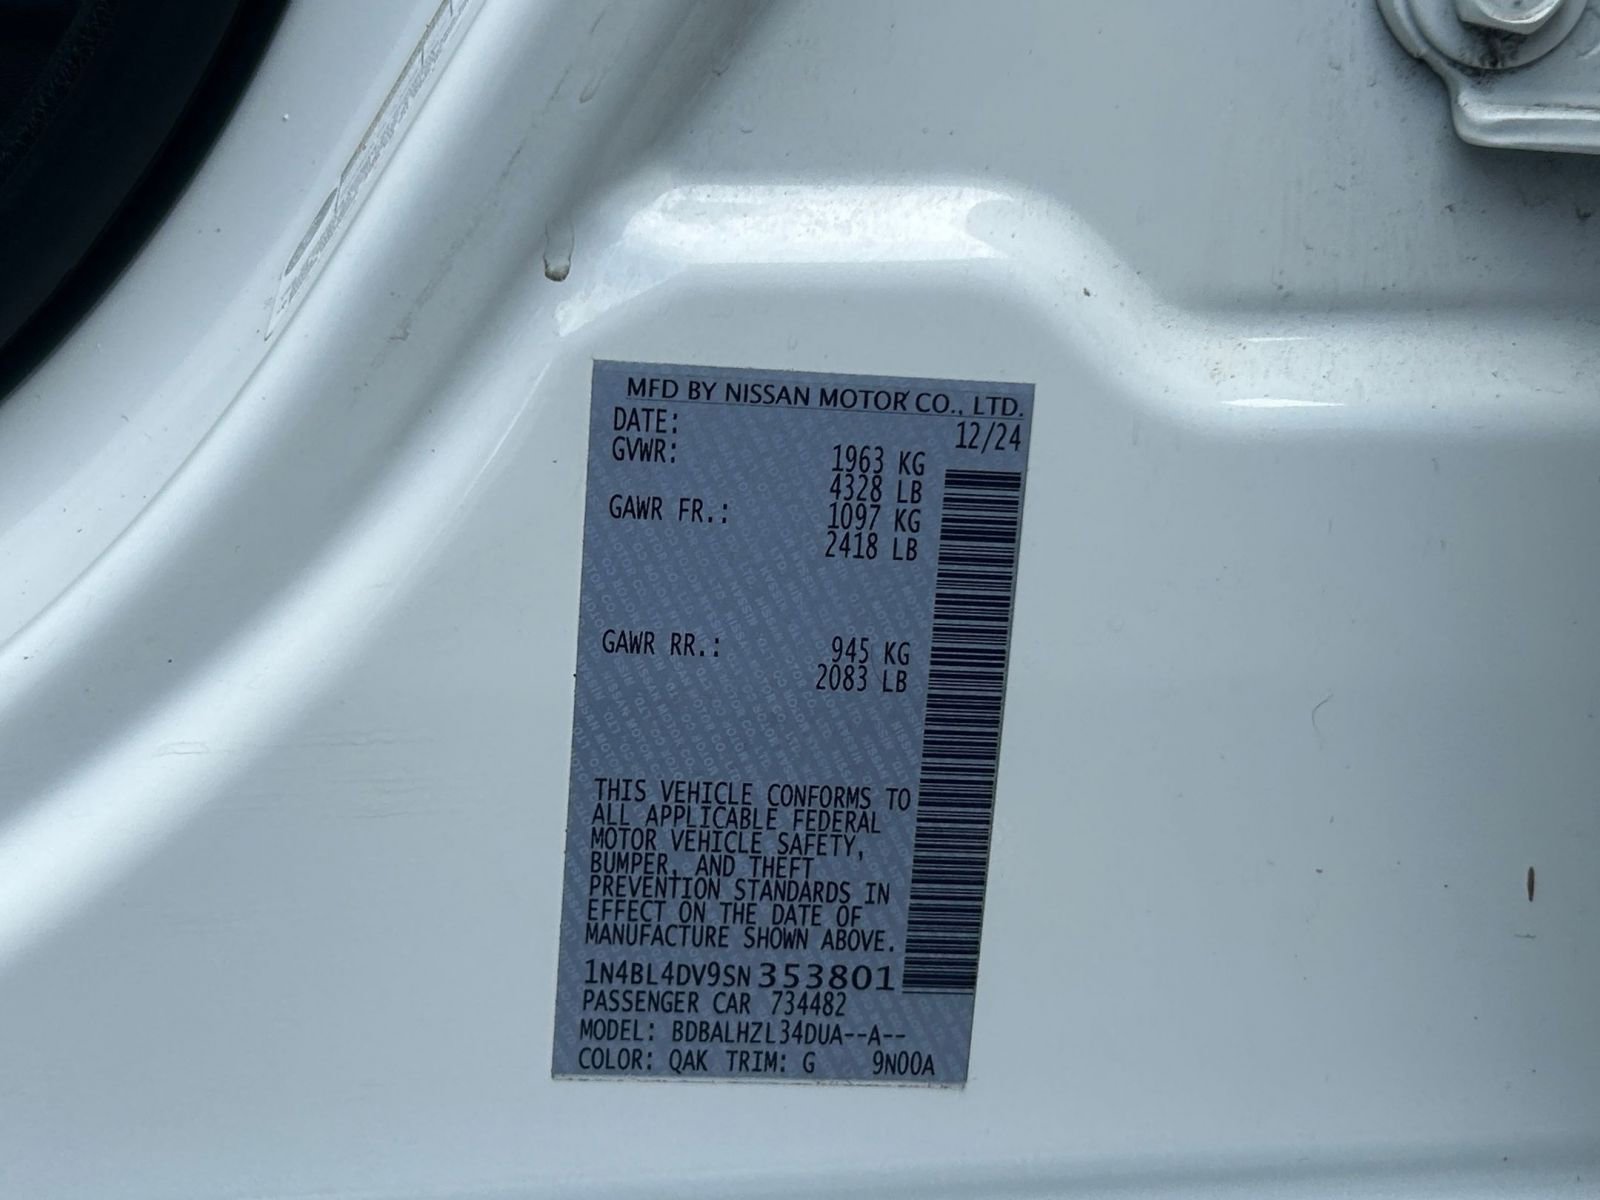 MFD BY NISSAN MOTOR CO., LTD.
DATE: 12/24
GVWR: 1963 KG
4328 LB
GAWR FR.: 1097 KG
2418 LB
GAWR RR.: 945 KG
2083 LB
THIS VEHICLE CONFORMS TO
ALL APPLICABLE FEDERAL
MOTOR VEHICLE SAFETY,
BUMPER, AND THEFT
PREVENTION STANDARDS IN
EFFECT ON THE DATE OF
MANUFACTURE SHOWN ABOVE.
1N4BL4DV9SN353801
PASSENGER CAR 734482
MODEL: BDBALHZL34DUA--A--
COLOR: QAK TRIM: G 9N00A